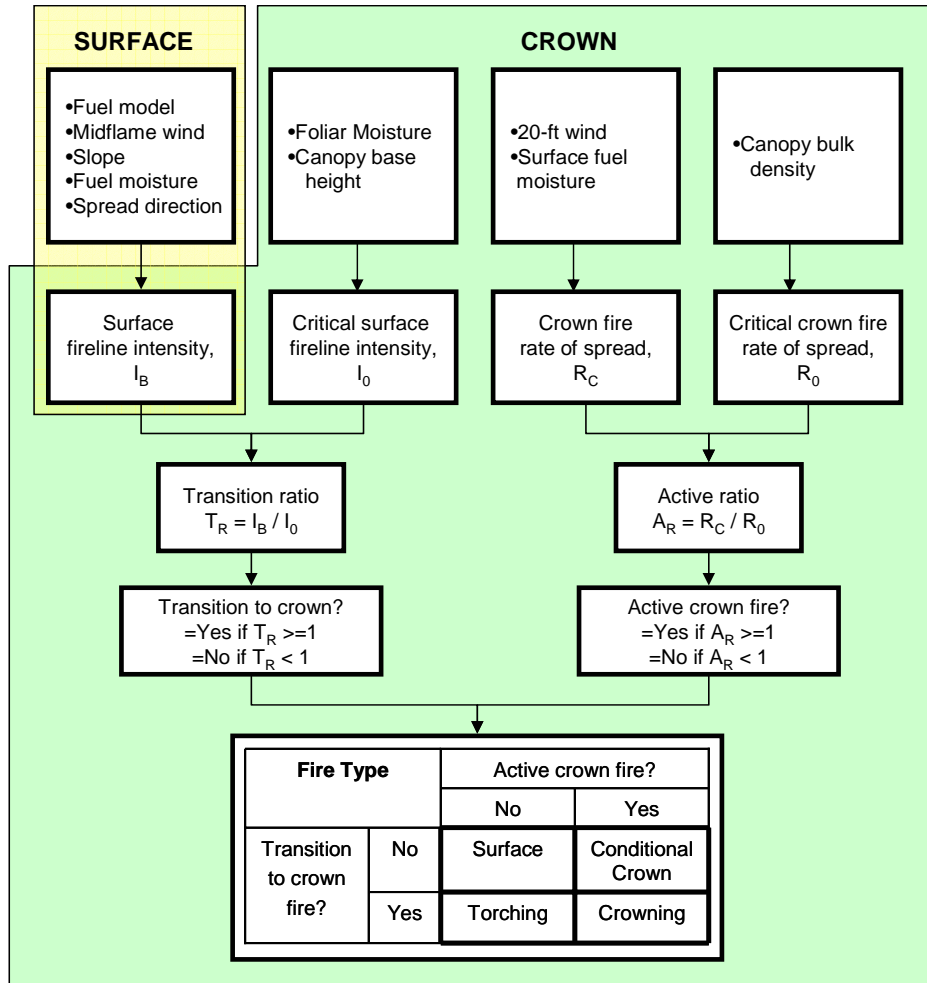 SURFACE
CROWN
•Fuel model
•Midflame wind
•Slope
•Fuel moisture
•Spread direction
•Foliar Moisture
•Canopy base
height
•20-ft wind
•Surface fuel
moisture
•Canopy bulk
density
Surface
fireline intensity,
I_B
Critical surface
fireline intensity,
I_0
Crown fire
rate of spread,
R_C
Critical crown fire
rate of spread,
R_0
Transition ratio
T_R = I_B / I_0
Active ratio
A_R = R_C / R_0
Transition to crown?
=Yes if T_R >=1
=No if T_R < 1
Active crown fire?
=Yes if A_R >=1
=No if A_R < 1
Fire Type
Active crown fire?
No
Yes
Transition
to crown
fire?
No
Surface
Conditional
Crown
Yes
Torching
Crowning